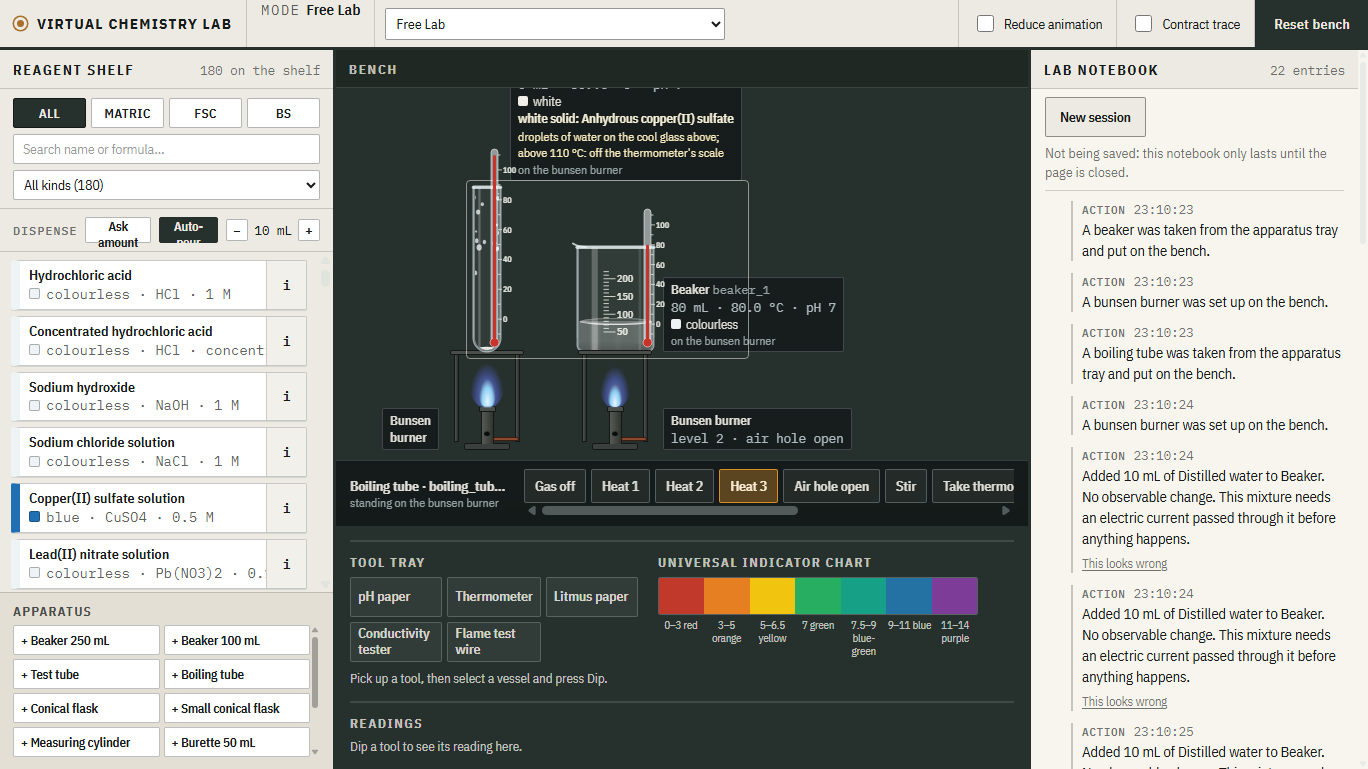 VIRTUAL CHEMISTRY LAB
MODE Free Lab
Free Lab
Reduce animation
Contract trace
Reset bench
REAGENT SHELF
180 on the shelf
ALL
MATRIC
FSC
BS
Search name or formula...
All kinds (180)
DISPENSE
Ask
amount
Auto-
pour
−
10 mL
+
Hydrochloric acid
colourless · HCl · 1 M
i
Concentrated hydrochloric acid
colourless · HCl · concent
i
Sodium hydroxide
colourless · NaOH · 1 M
i
Sodium chloride solution
colourless · NaCl · 1 M
i
Copper(II) sulfate solution
blue · CuSO4 · 0.5 M
i
Lead(II) nitrate solution
colourless · Pb(NO3)2 · 0.
i
APPARATUS
+ Beaker 250 mL
+ Beaker 100 mL
+ Test tube
+ Boiling tube
+ Conical flask
+ Small conical flask
+ Measuring cylinder
+ Burette 50 mL
BENCH
white
white solid: Anhydrous copper(II) sulfate
droplets of water on the cool glass above;
above 110 °C: off the thermometer's scale
on the bunsen burner
100
80
60
40
20
0
200
150
100
50
100
80
60
40
20
0
Beaker beaker_1
80 mL · 80.0 °C · pH 7
colourless
on the bunsen burner
Bunsen
burner
Bunsen burner
level 2 · air hole open
Boiling tube · boiling_tub...
standing on the bunsen burner
Gas off
Heat 1
Heat 2
Heat 3
Air hole open
Stir
Take thermo
TOOL TRAY
pH paper
Thermometer
Litmus paper
Conductivity
tester
Flame test
wire
Pick up a tool, then select a vessel and press Dip.
UNIVERSAL INDICATOR CHART
0–3 red
3–5
orange
5–6.5
yellow
7 green
7.5–9
blue-
green
9–11 blue
11–14
purple
READINGS
Dip a tool to see its reading here.
LAB NOTEBOOK
22 entries
New session
Not being saved: this notebook only lasts until the
page is closed.
ACTION 23:10:23
A beaker was taken from the apparatus tray
and put on the bench.
ACTION 23:10:23
A bunsen burner was set up on the bench.
ACTION 23:10:23
A boiling tube was taken from the apparatus
tray and put on the bench.
ACTION 23:10:24
A bunsen burner was set up on the bench.
ACTION 23:10:24
Added 10 mL of Distilled water to Beaker.
No observable change. This mixture needs
an electric current passed through it before
anything happens.
This looks wrong
ACTION 23:10:24
Added 10 mL of Distilled water to Beaker.
No observable change. This mixture needs
an electric current passed through it before
anything happens.
This looks wrong
ACTION 23:10:25
Added 10 mL of Distilled water to Beaker.